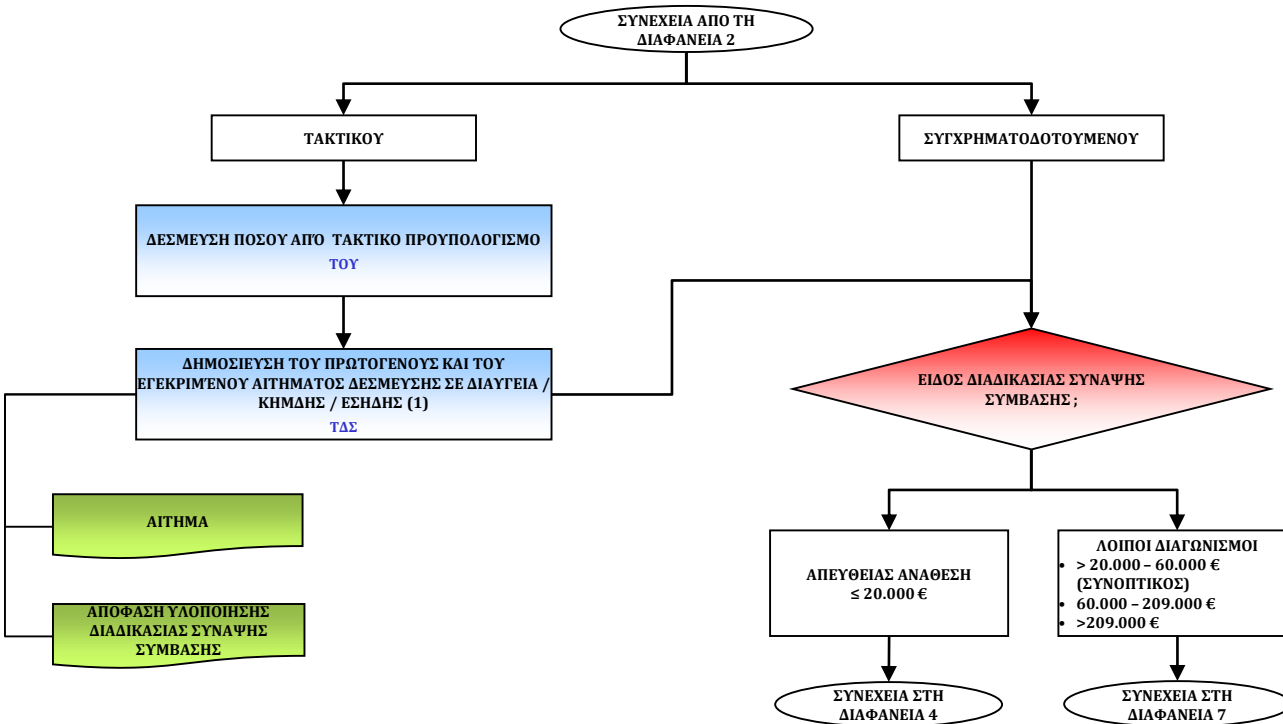 ΣΥΝΕΧΕΙΑ ΑΠΟ ΤΗ
ΔΙΑΦΑΝΕΙΑ 2
ΤΑΚΤΙΚΟΥ
ΣΥΓΧΡΗΜΑΤΟΔΟΤΟΥΜΕΝΟΥ
ΔΕΣΜΕΥΣΗ ΠΟΣΟΥ ΑΠΌ ΤΑΚΤΙΚΟ ΠΡΟΥΠΟΛΟΓΙΣΜΟ
ΤΟΥ
ΔΗΜΟΣΙΕΥΣΗ ΤΟΥ ΠΡΩΤΟΓΕΝΟΥΣ ΚΑΙ ΤΟΥ
ΕΓΕΚΡΙΜΈΝΟΥ ΑΙΤΗΜΑΤΟΣ ΔΕΣΜΕΥΣΗΣ ΣΕ ΔΙΑΥΓΕΙΑ /
ΚΗΜΔΗΣ / ΕΣΗΔΗΣ (1)
ΤΔΣ
ΕΙΔΟΣ ΔΙΑΔΙΚΑΣΙΑΣ ΣΥΝΑΨΗΣ
ΣΥΜΒΑΣΗΣ ;
ΑΙΤΗΜΑ
ΑΠΟΦΑΣΗ ΥΛΟΠΟΙΗΣΗΣ
ΔΙΑΔΙΚΑΣΙΑΣ ΣΥΝΑΨΗΣ
ΣΥΜΒΑΣΗΣ
ΑΠΕΥΘΕΙΑΣ ΑΝΑΘΕΣΗ
≤ 20.000 €
ΛΟΙΠΟΙ ΔΙΑΓΩΝΙΣΜΟΙ
• > 20.000 – 60.000 €
(ΣΥΝΟΠΤΙΚΟΣ)
• 60.000 – 209.000 €
• >209.000 €
ΣΥΝΕΧΕΙΑ ΣΤΗ
ΔΙΑΦΑΝΕΙΑ 4
ΣΥΝΕΧΕΙΑ ΣΤΗ
ΔΙΑΦΑΝΕΙΑ 7